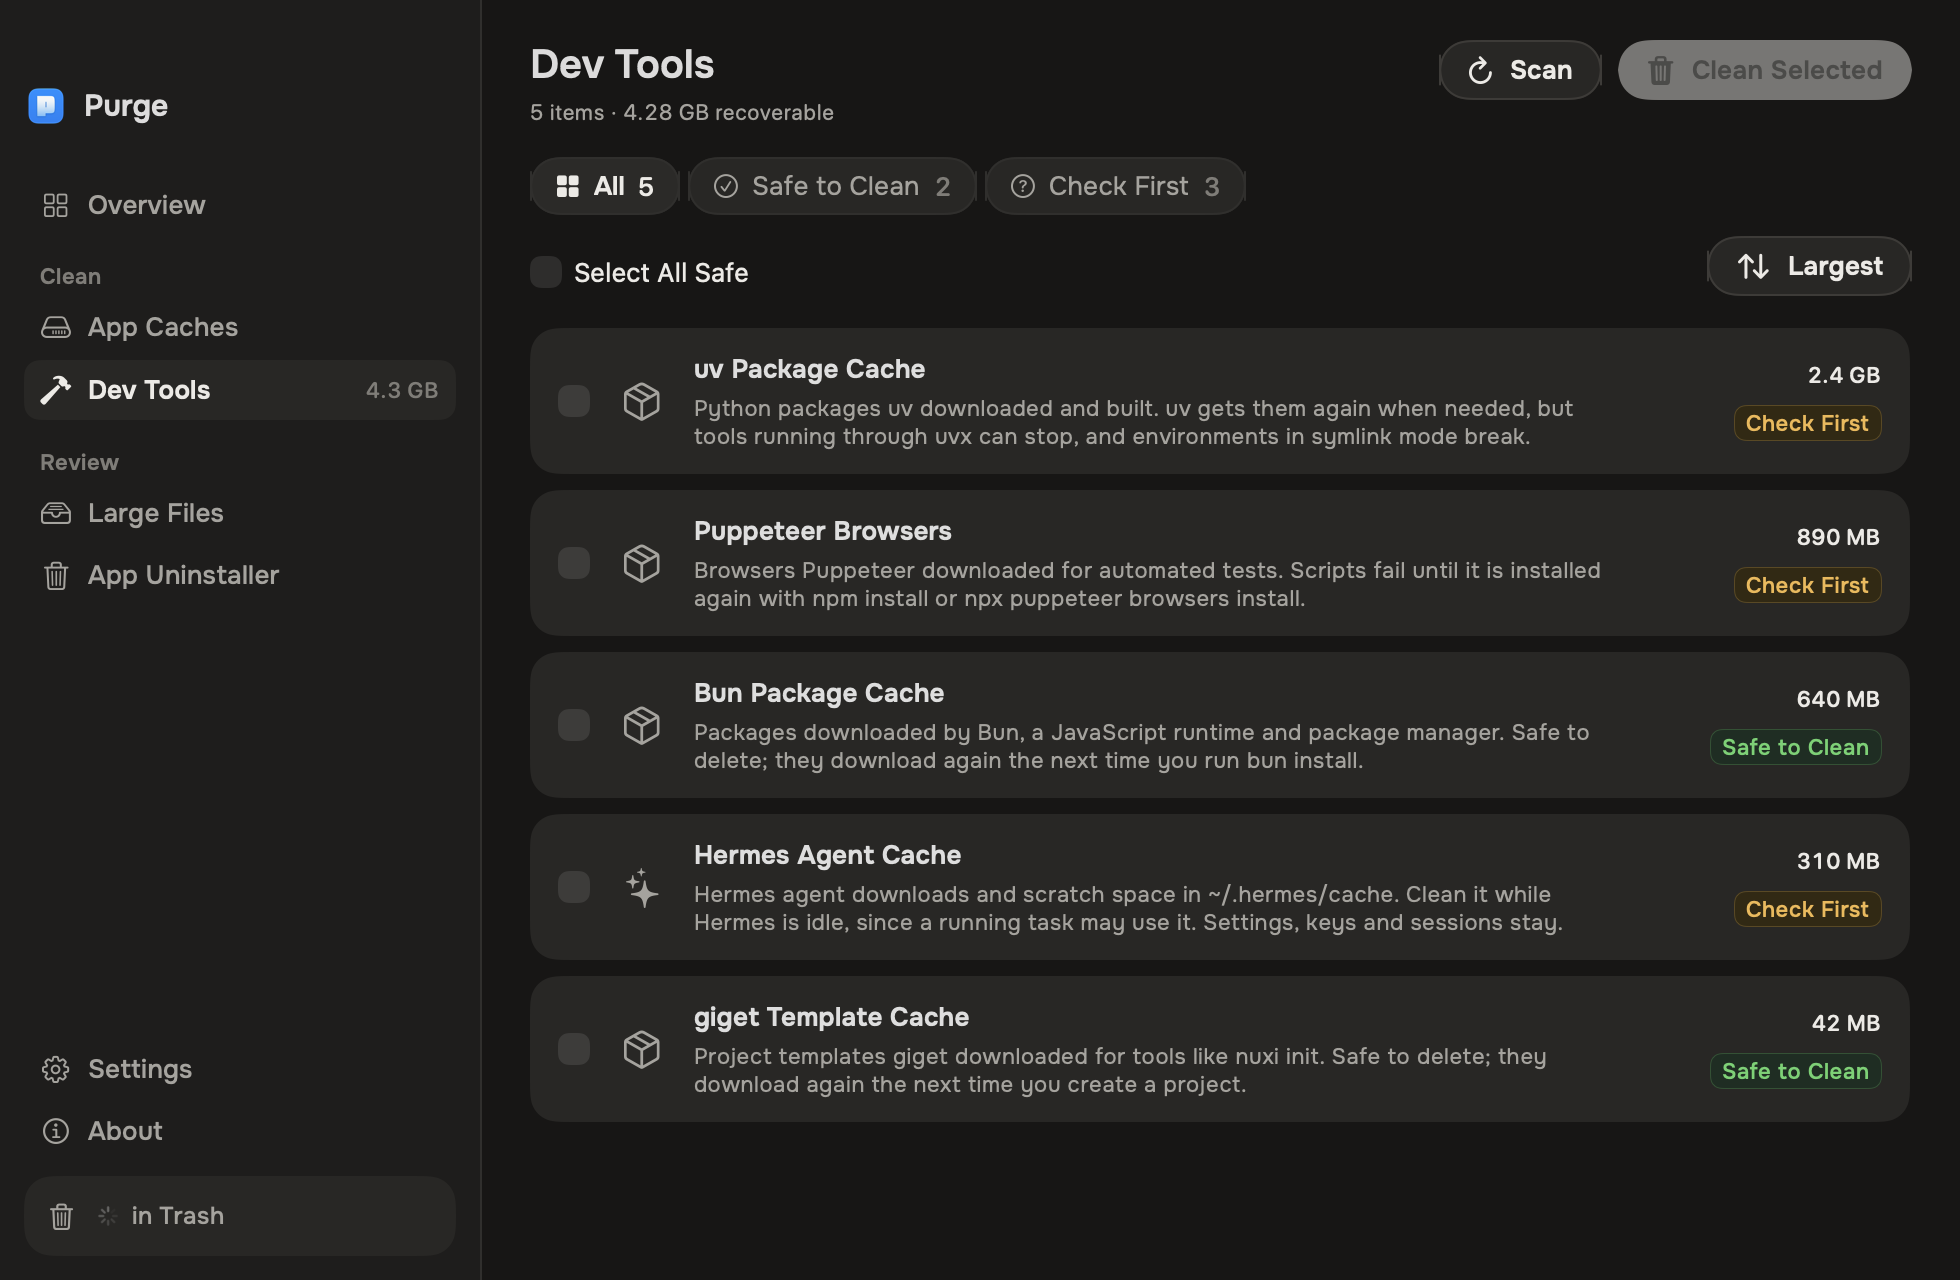 Purge
Overview
Clean
App Caches
Dev Tools 4.3 GB
Review
Large Files
App Uninstaller
Settings
About
in Trash
Dev Tools
5 items · 4.28 GB recoverable
Scan
Clean Selected
All 5
Safe to Clean 2
Check First 3
Select All Safe
Largest
uv Package Cache
Python packages uv downloaded and built. uv gets them again when needed, but
tools running through uvx can stop, and environments in symlink mode break.
2.4 GB
Check First
Puppeteer Browsers
Browsers Puppeteer downloaded for automated tests. Scripts fail until it is installed
again with npm install or npx puppeteer browsers install.
890 MB
Check First
Bun Package Cache
Packages downloaded by Bun, a JavaScript runtime and package manager. Safe to
delete; they download again the next time you run bun install.
640 MB
Safe to Clean
Hermes Agent Cache
Hermes agent downloads and scratch space in ~/.hermes/cache. Clean it while
Hermes is idle, since a running task may use it. Settings, keys and sessions stay.
310 MB
Check First
giget Template Cache
Project templates giget downloaded for tools like nuxi init. Safe to delete; they
download again the next time you create a project.
42 MB
Safe to Clean